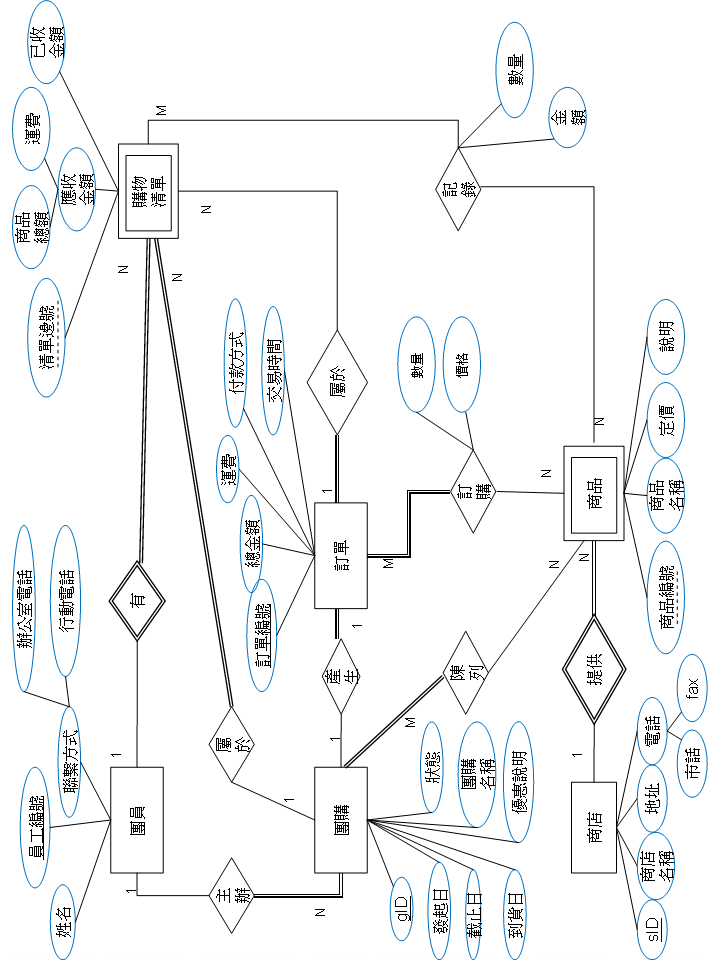 姓名
員工編號
聯繫方式
辦公室電話
行動電話
團員
1
1
有
N
主
辦
N
清單邊號
商品
總額
應收
金額
運費
已收
金額
購物
清單
M
N
N
屬於
1
屬於
1
團購
1
產
生
1
訂單
訂單編號
總金額
運費
付款方式
交易時間
M
訂
購
數量
價格
N
記
錄
數量
金
額
N
陳
列
M
N
N
商品
商品編號
商品
名稱
定價
說明
提供
1
商店
sID
商店
名稱
地址
電話
市話
fax
gID
發起日
截止日
到貨日
狀態
團購
名稱
優惠說明